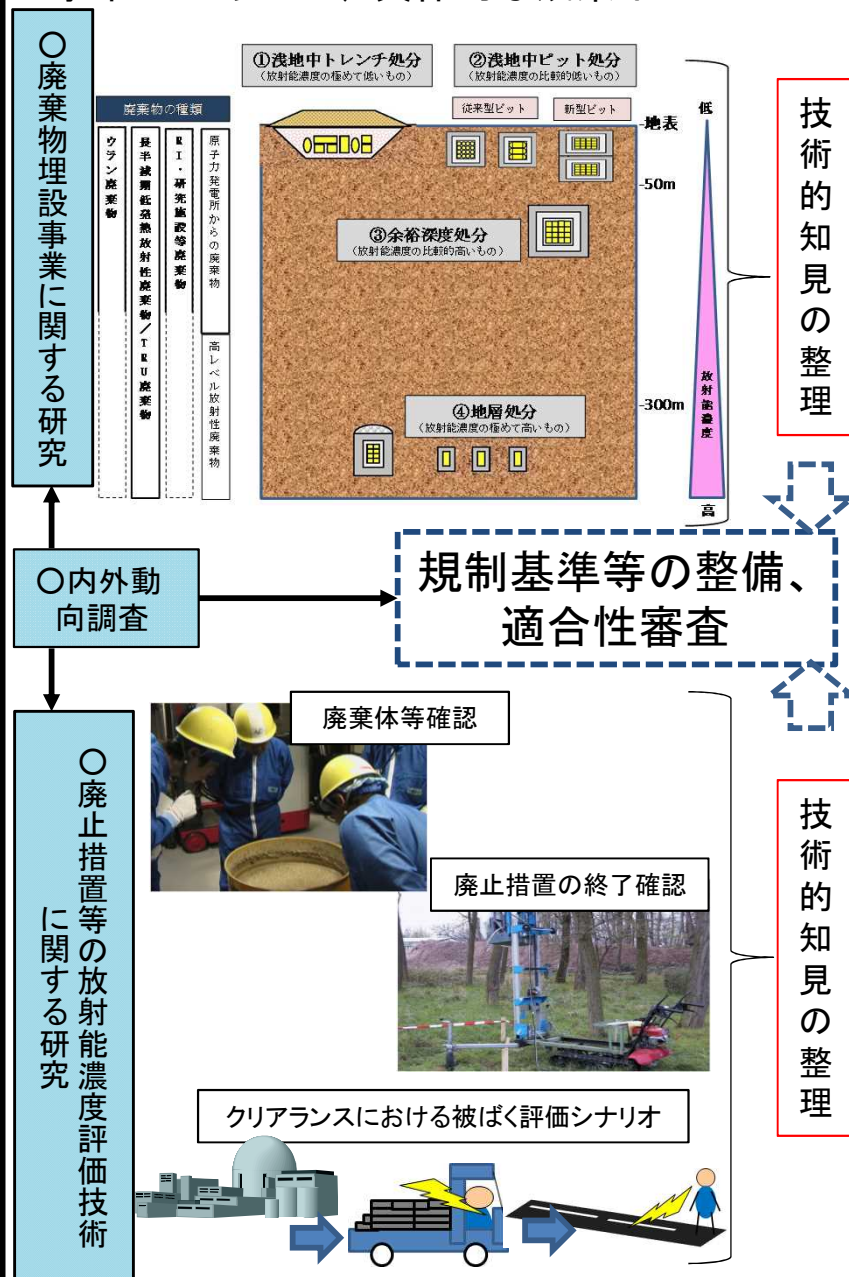 〇廃棄物埋設事業に関する研究
①浅地中トレンチ処分
(放射能濃度の極めて低いもの)
②浅地中ピット処分
(放射能濃度の比較的低いもの)
廃棄物の種類
従来型ピット
新型ピット
ウラン廃棄物
長半減期低発熱放射性廃棄物/TRU廃棄物
RI・研究施設等廃棄物
原子力発電所からの廃棄物
高レベル放射性廃棄物
低
-地表
-50m
③余裕深度処分
(放射能濃度の比較的高いもの)
-300m
④地層処分
(放射能濃度の極めて高いもの)
放射能濃度
高
技術的知見の整理
〇内外動
向調査
規制基準等の整備、
適合性審査
〇廃止措置等の放射能濃度評価技術
に関する研究
廃棄体等確認
廃止措置の終了確認
クリアランスにおける被ばく評価シナリオ
技術的知見の整理